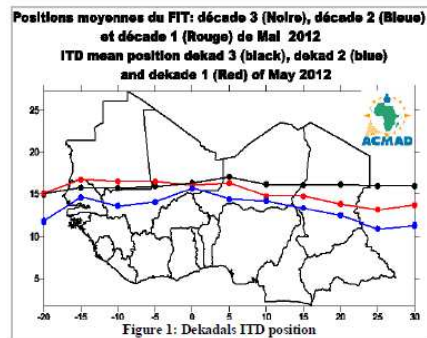 Positions moyennes du FIT: décade 3 (Noire), décade 2 (Bleue)
et décade 1 (Rouge) de Mai 2012
ITD mean position dekad 3 (black), dekad 2 (blue)
and dekade 1 (Red) of May 2012
ACMAD
25
20
15
10
5
-20 -15 -10 -5 0 5 10 15 20 25 30
Figure 1: Dekadals ITD position